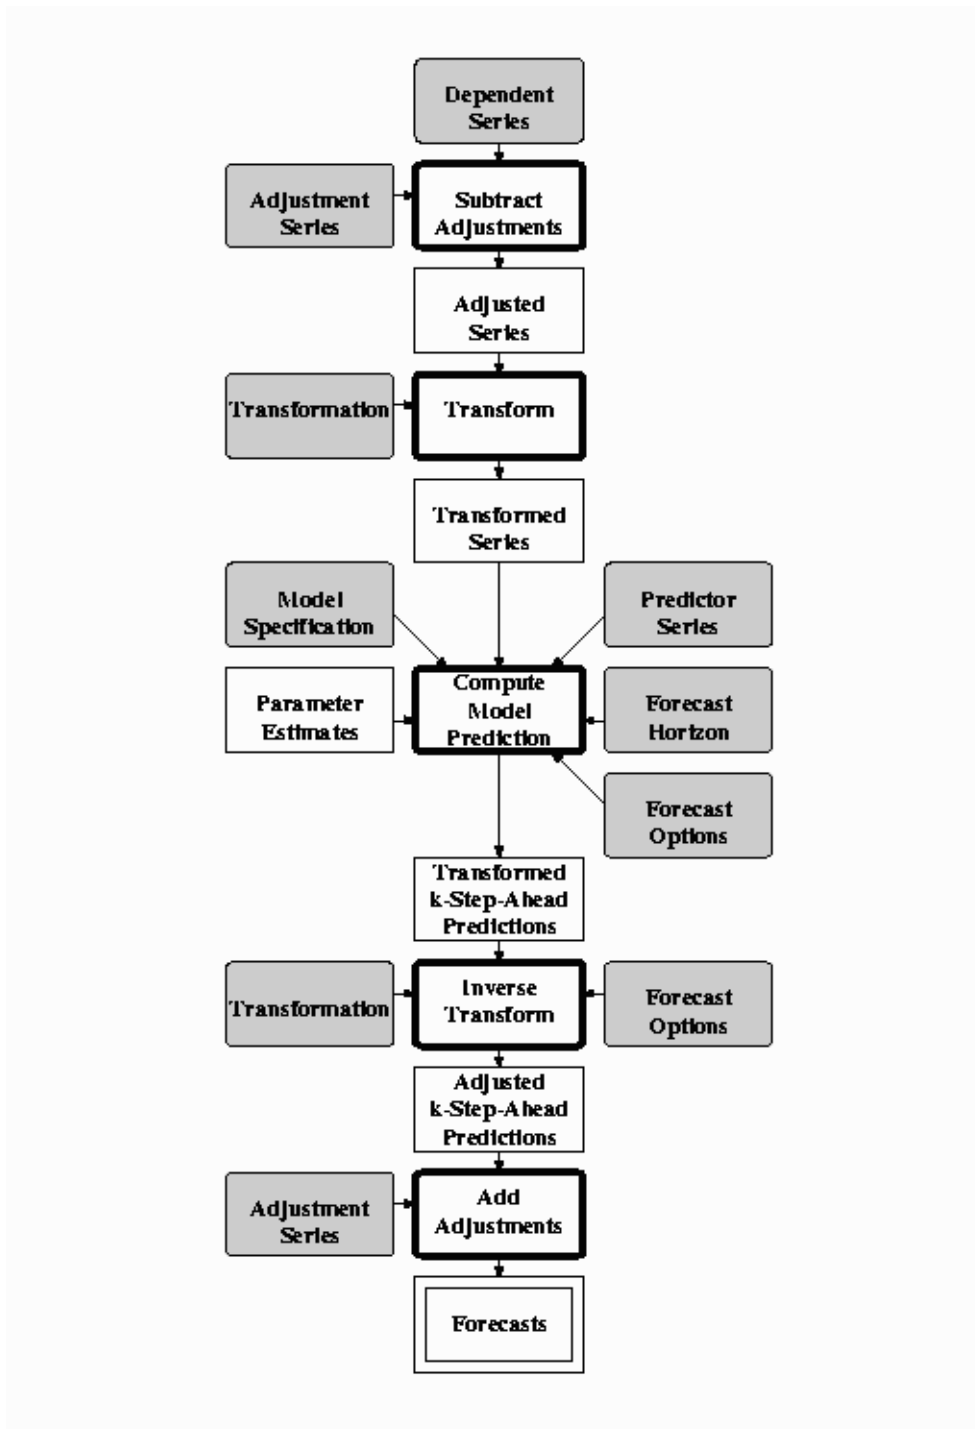 Dependent
Series
Adjustment
Series
Subtract
Adjustments
Adjusted
Series
Transformation
Transform
Transformed
Series
Model
Specification
Predictor
Series
Parameter
Estimates
Compute
Model
Prediction
Forecast
Horizon
Forecast
Options
Transformed
k-Step-Ahead
Predictions
Transformation
Inverse
Transform
Forecast
Options
Adjusted
k-Step-Ahead
Predictions
Adjustment
Series
Add
Adjustments
Forecasts